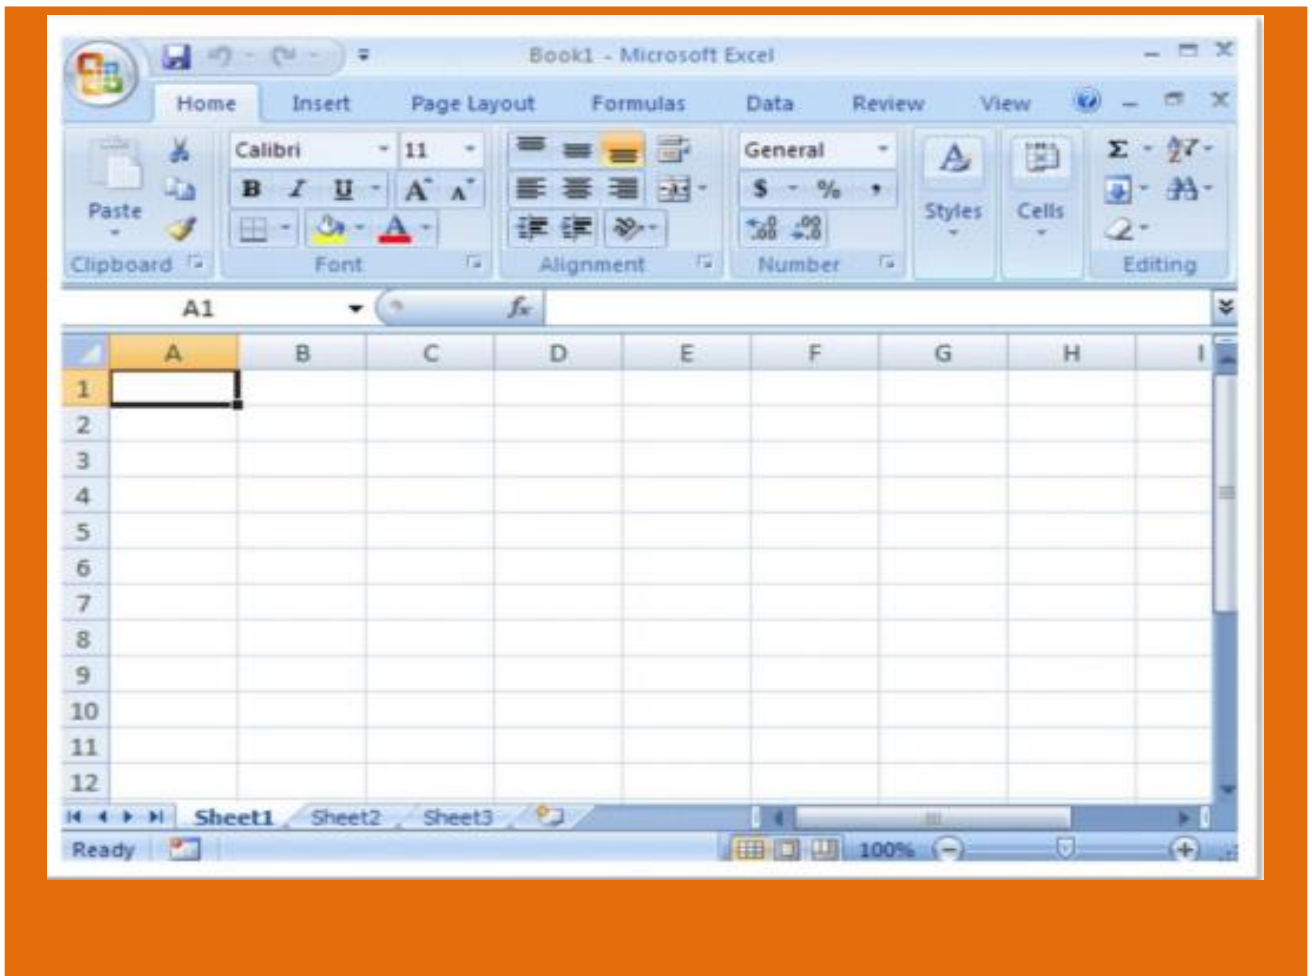 Book1 - Microsoft Excel
Home Insert Page Layout Formulas Data Review View
Calibri 11 General
B I U A A $ % ,
Paste Styles Cells Σ
A .00 .0
Clipboard Font Alignment Number Editing
A1 fx
A B C D E F G H I
1
2
3
4
5
6
7
8
9
10
11
12
Sheet1 Sheet2 Sheet3
Ready 100%